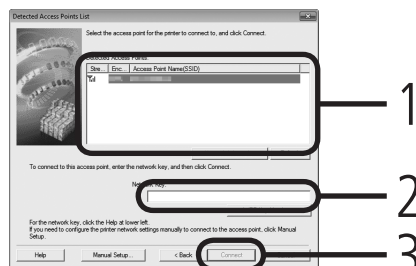 Detected Access Points List
Select the access point for the printer to connect to, and click Connect.
Detected Access Points:
Stre... Enc... Access Point Name(SSID)
1
To connect to this access point, enter the network key, and then click Connect.
Network Key:
2
For the network key, click the Help at lower left.
If you need to configure the printer network settings manually to connect to the access point, click Manual
Setup.
Help Manual Setup... < Back Connect
3